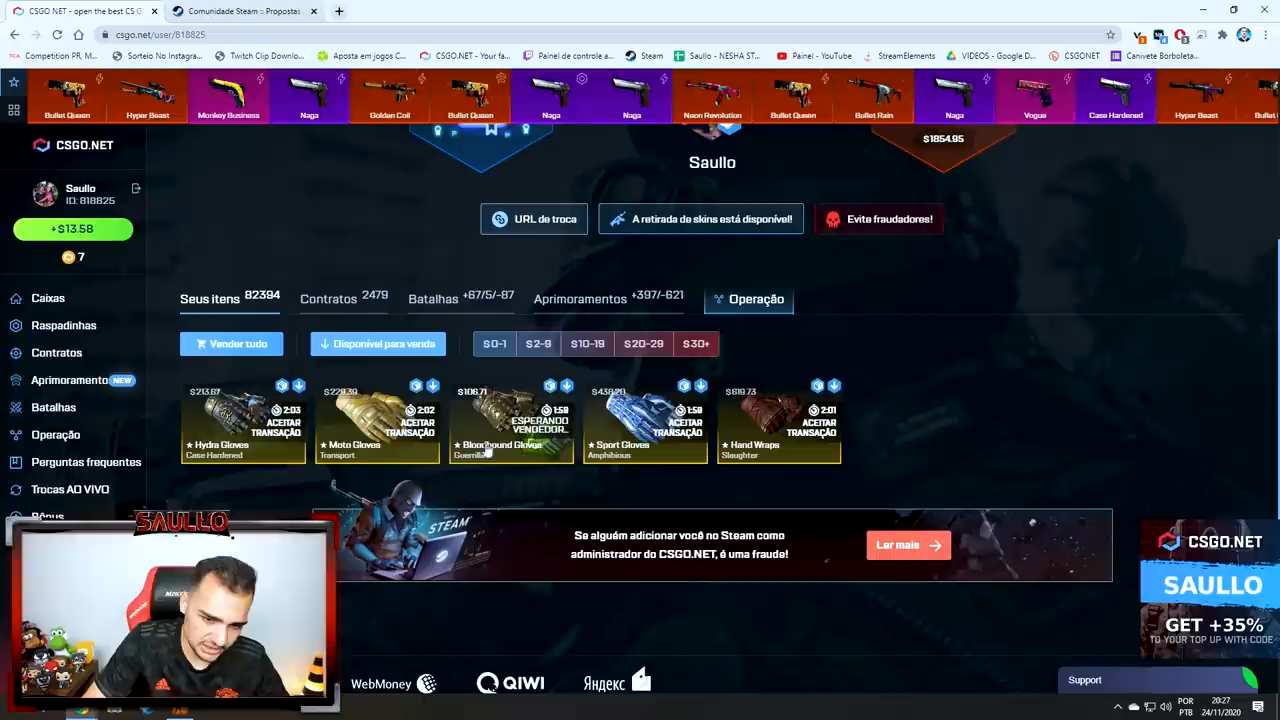 CSGO.NET - open the best CS G
Comunidade Steam :: Propostas
csgo.net/user/818825
Competition PR, M...
Sorteio No Instagra...
Twitch Clip Downlo...
Aposta em jogos C...
CSGO.NET - Your fa...
Painel de controle a...
Steam
Saullo - NESHA ST...
Painel - YouTube
StreamElements
VIDEOS - Google D...
CSGONET
Canivete Borboleta...
Bullet Queen
Hyper Beast
Monkey Business
Naga
Golden Coil
Bullet Queen
Naga
Naga
Neon Revolution
Bullet Queen
Bullet Rain
Naga
Vogue
Case Hardened
Hyper Beast
CSGO.NET
$1854.95
Saullo
Saullo
ID: 818825
+$13.58
7
URL de troca
A retirada de skins está disponível!
Evite fraudadores!
Caixas
Raspadinhas
Contratos
Aprimoramento NEW
Batalhas
Operação
Perguntas frequentes
Trocas AO VIVO
Bônus
Seus itens 82394
Contratos 2479
Batalhas +67/5/-87
Aprimoramentos +397/-621
Operação
Vender tudo
Disponível para venda
$0-1
$2-9
$10-19
$20-29
$30+
$213.67
2:03
ACEITAR
TRANSAÇÃO
★ Hydra Gloves
Case Hardened
2:02
ACEITAR
TRANSAÇÃO
★ Moto Gloves
Transport
$106.71
1:59
ESPERANDO
VENDEDOR...
★ Bloodhound Gloves
Guerrilla
$438.20
1:59
ACEITAR
TRANSAÇÃO
★ Sport Gloves
Amphibious
$619.73
2:01
ACEITAR
TRANSAÇÃO
★ Hand Wraps
Slaughter
STEAM
Se alguém adicionar você no Steam como
administrador do CSGO.NET, é uma fraude!
Ler mais
SAULLO
CSGO.NET
SAULLO
GET +35%
TO YOUR TOP UP WITH CODE
WebMoney
QIWI
Яндекс
Support
POR
PTB
20:27
24/11/2020